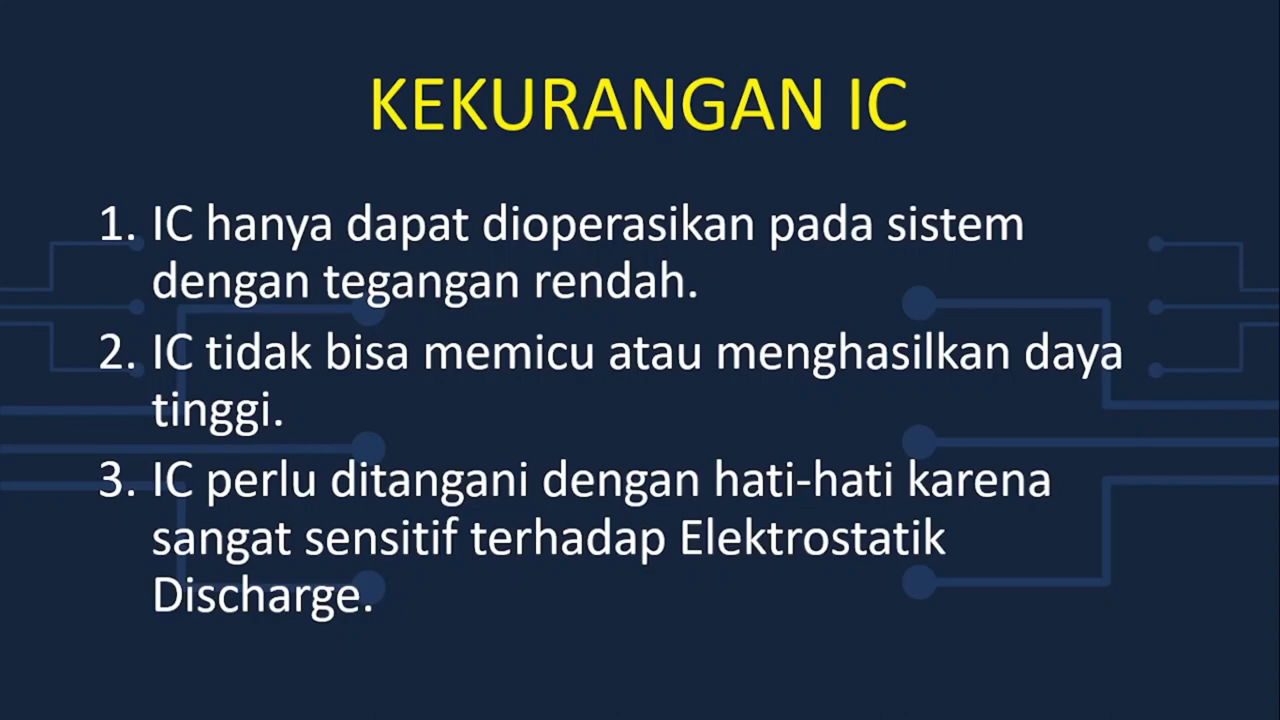 KEKURANGAN IC
1. IC hanya dapat dioperasikan pada sistem
dengan tegangan rendah.
2. IC tidak bisa memicu atau menghasilkan daya
tinggi.
3. IC perlu ditangani dengan hati-hati karena
sangat sensitif terhadap Elektrostatik
Discharge.